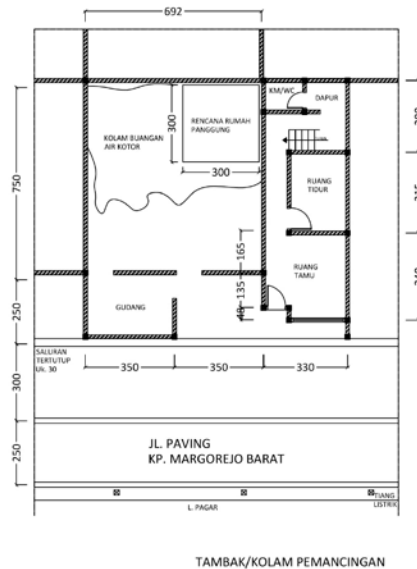 692
KM/WC
DAPUR
300
RENCANA RUMAH
PANGGUNG
KOLAM BUANGAN
AIR KOTOR
300
RUANG
TIDUR
750
165
RUANG
TAMU
135
250
GUDANG
SALURAN
TERTUTUP
Uk. 30
350
350
330
300
JL. PAVING
KP. MARGOREJO BARAT
250
TIANG
LISTRIK
L. PAGAR
TAMBAK/KOLAM PEMANCINGAN